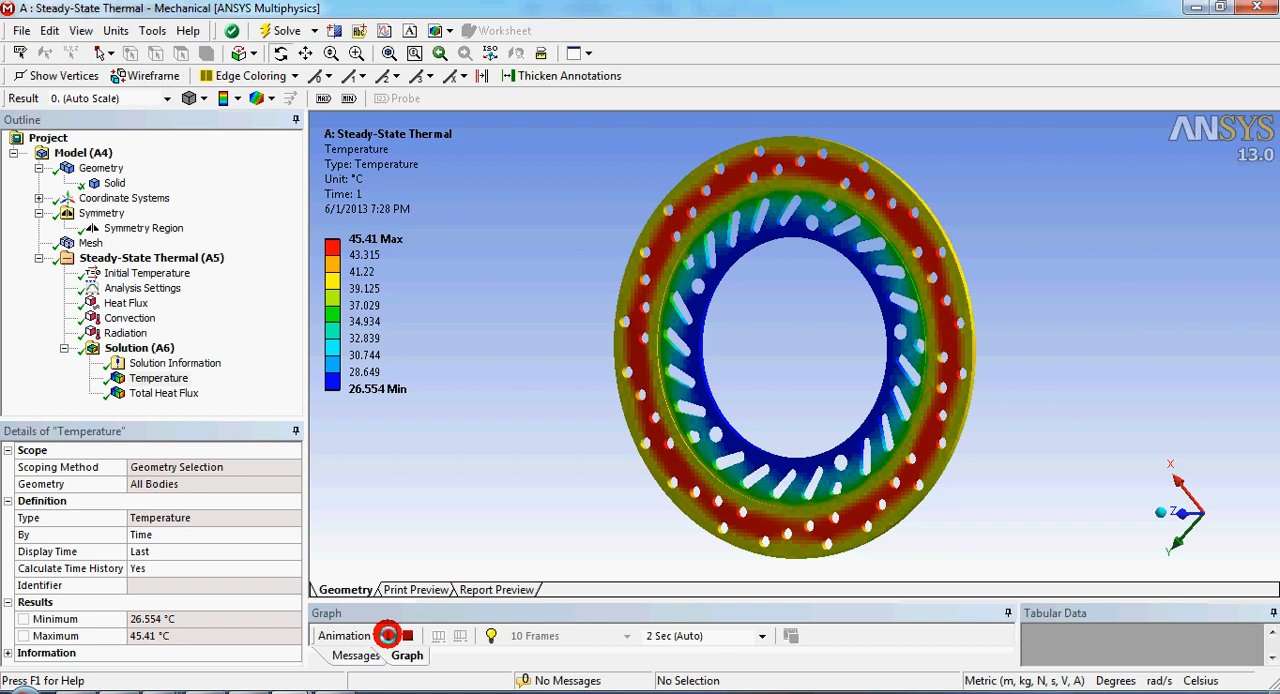 A : Steady-State Thermal - Mechanical [ANSYS Multiphysics]
File Edit View Units Tools Help Solve Worksheet
Show Vertices Wireframe Edge Coloring Thicken Annotations
Result 0. (Auto Scale) MAX MIN Probe
Outline
Project
Model (A4)
Geometry
Solid
Coordinate Systems
Symmetry
Symmetry Region
Mesh
Steady-State Thermal (A5)
Initial Temperature
Analysis Settings
Heat Flux
Convection
Radiation
Solution (A6)
Solution Information
Temperature
Total Heat Flux
Details of "Temperature"
Scope
Scoping Method Geometry Selection
Geometry All Bodies
Definition
Type Temperature
By Time
Display Time Last
Calculate Time History Yes
Identifier
Results
Minimum 26.554 °C
Maximum 45.41 °C
Information
A: Steady-State Thermal
Temperature
Type: Temperature
Unit: °C
Time: 1
6/1/2013 7:28 PM
45.41 Max
43.315
41.22
39.125
37.029
34.934
32.839
30.744
28.649
26.554 Min
ANSYS
13.0
X
Z
Y
Geometry Print Preview Report Preview
Graph
Animation 10 Frames 2 Sec (Auto)
Messages Graph
Tabular Data
Press F1 for Help No Messages No Selection Metric (m, kg, N, s, V, A) Degrees rad/s Celsius